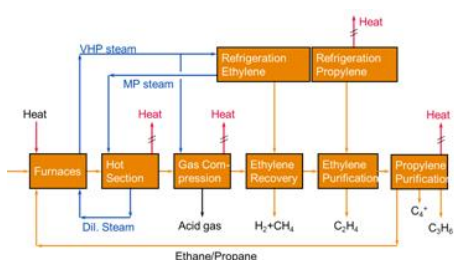 Heat
VHP steam
Refrigeration
Ethylene
Refrigeration
Propylene
MP steam
Heat
Heat
Heat
Heat
Furnaces
Hot
Section
Gas Com-
pression
Ethylene
Recovery
Ethylene
Purification
Propylene
Purification
Dil. Steam
Acid gas
H₂+CH₄
C₂H₄
C₄⁺
C₃H₆
Ethane/Propane